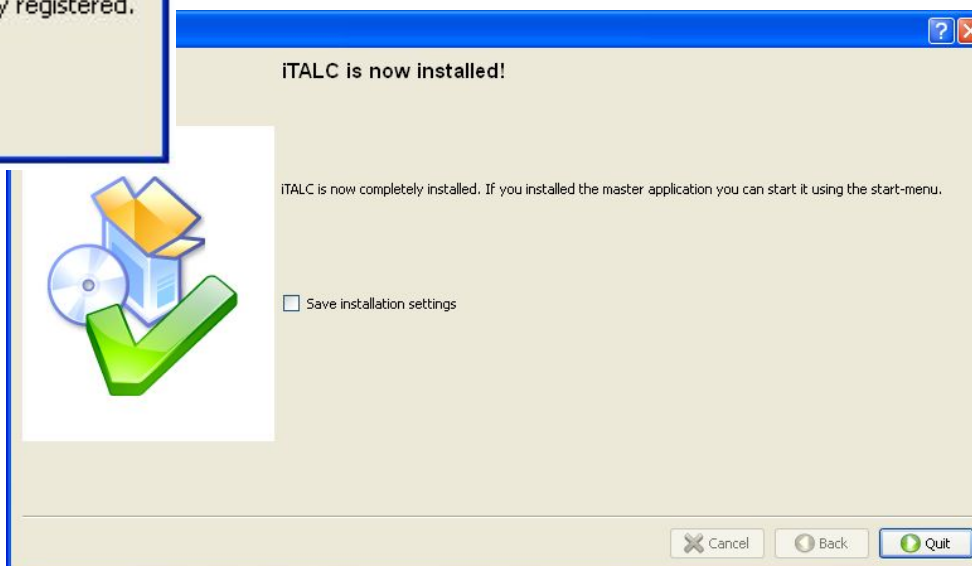 registered.
iTALC is now installed!
iTALC is now completely installed. If you installed the master application you can start it using the start-menu.
Save installation settings
Cancel
Back
Quit